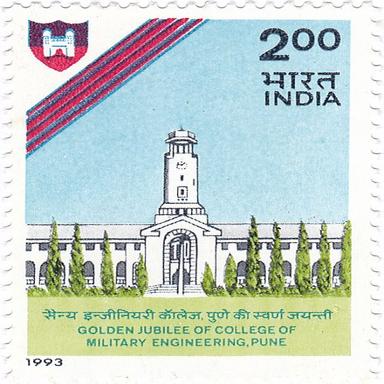 2.00
भारत
INDIA
सैन्य इन्जीनियरी कॅालेज, पुणे की स्वर्ण जयन्ती
GOLDEN JUBILEE OF COLLEGE OF
MILITARY ENGINEERING, PUNE
1993